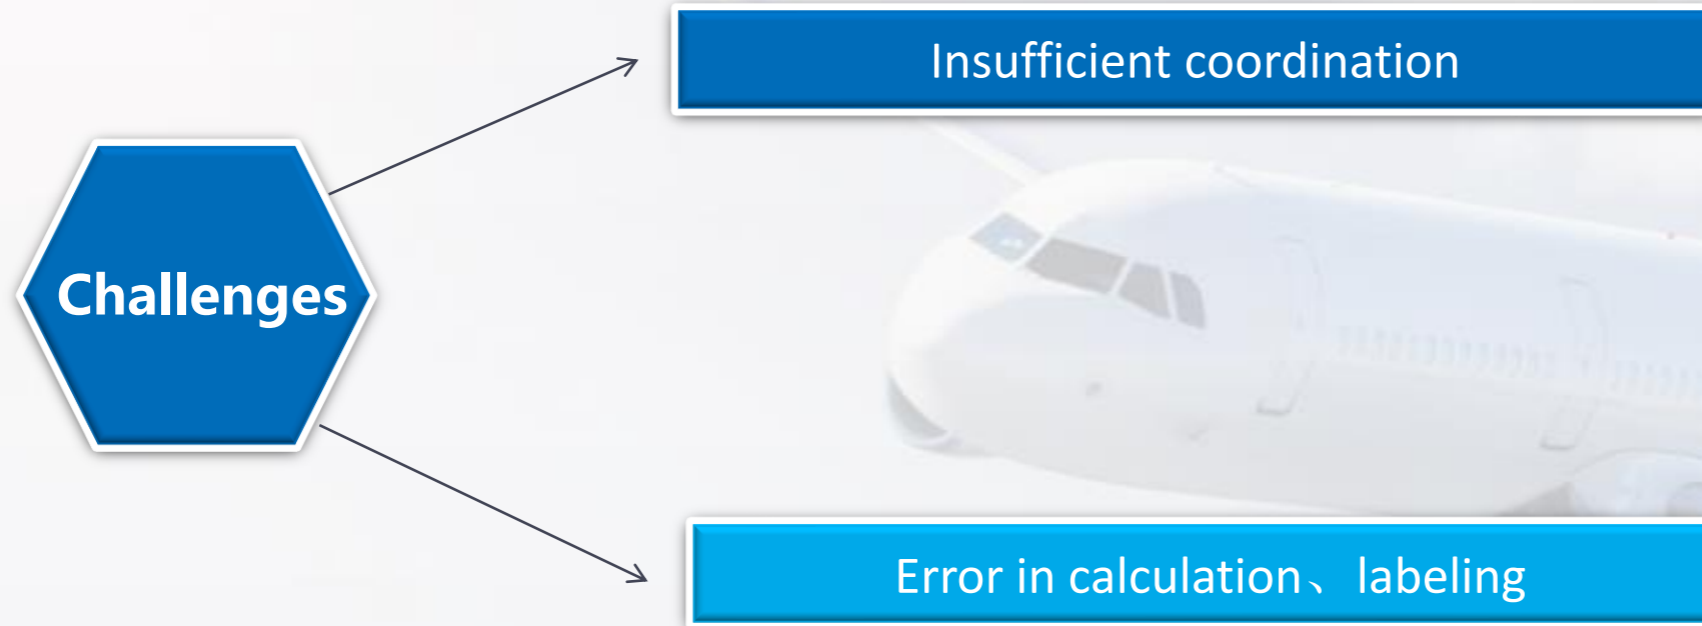 Insufficient coordination
Challenges
Error in calculation、labeling